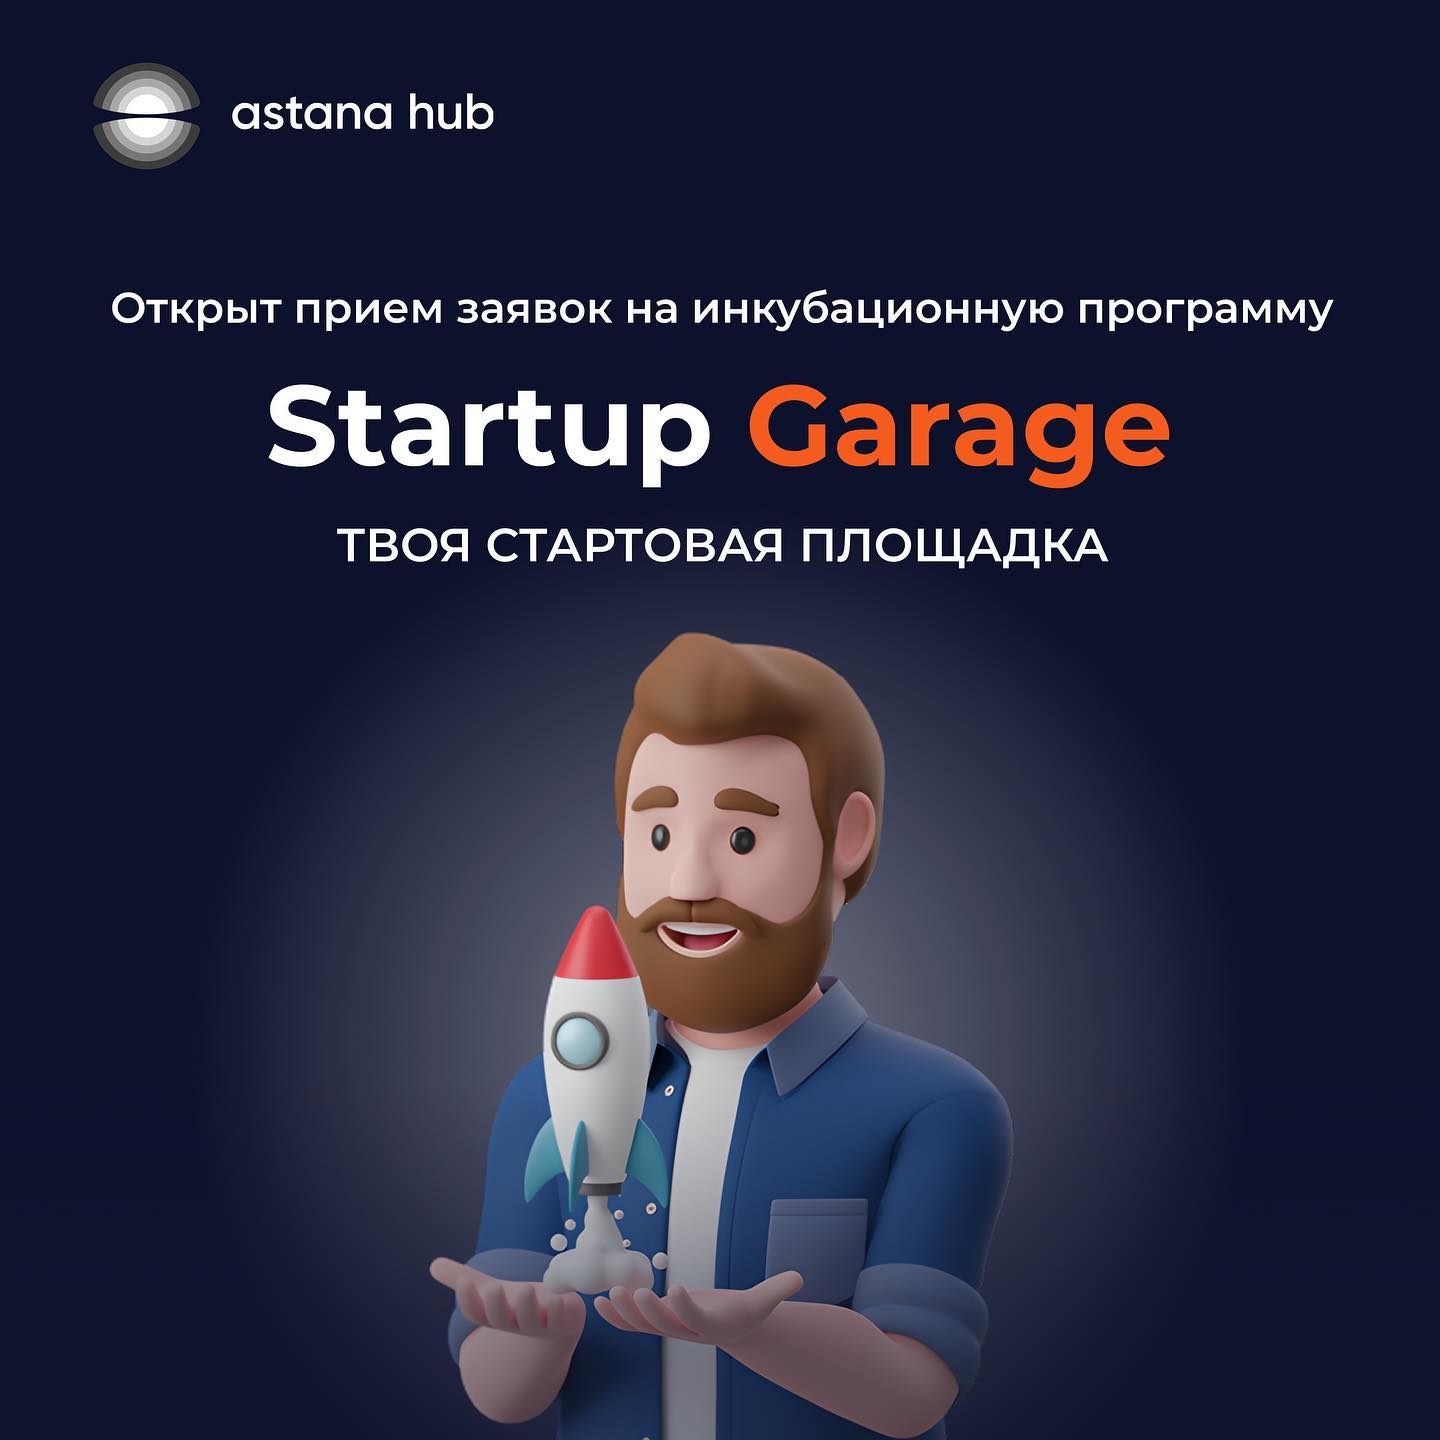 astana hub
Открыт прием заявок на инкубационную программу
Startup Garage
ТВОЯ СТАРТОВАЯ ПЛОЩАДКА